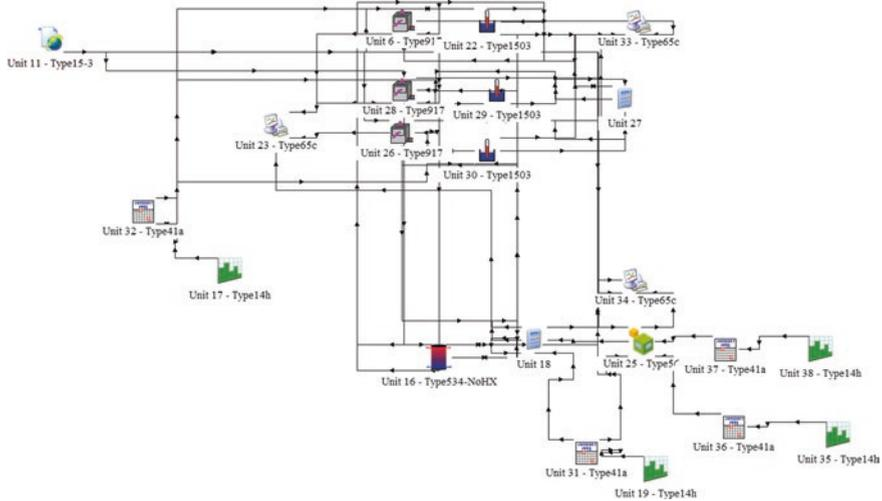 Unit 6 - Type91
Unit 22 - Type1503
Unit 33 - Type65c
Unit 11 - Type15-3
Unit 28 - Type917
Unit 29 - Type1503
Unit 27
Unit 23 - Type65c
Unit 26 - Type917
Unit 30 - Type1503
Unit 32 - Type41a
Unit 17 - Type14h
Unit 34 - Type65c
Unit 16 - Type534-NoHX
Unit 18
Unit 25 - Type5
Unit 37 - Type41a
Unit 38 - Type14h
Unit 36 - Type41a
Unit 35 - Type14h
Unit 31 - Type41a
Unit 19 - Type14h